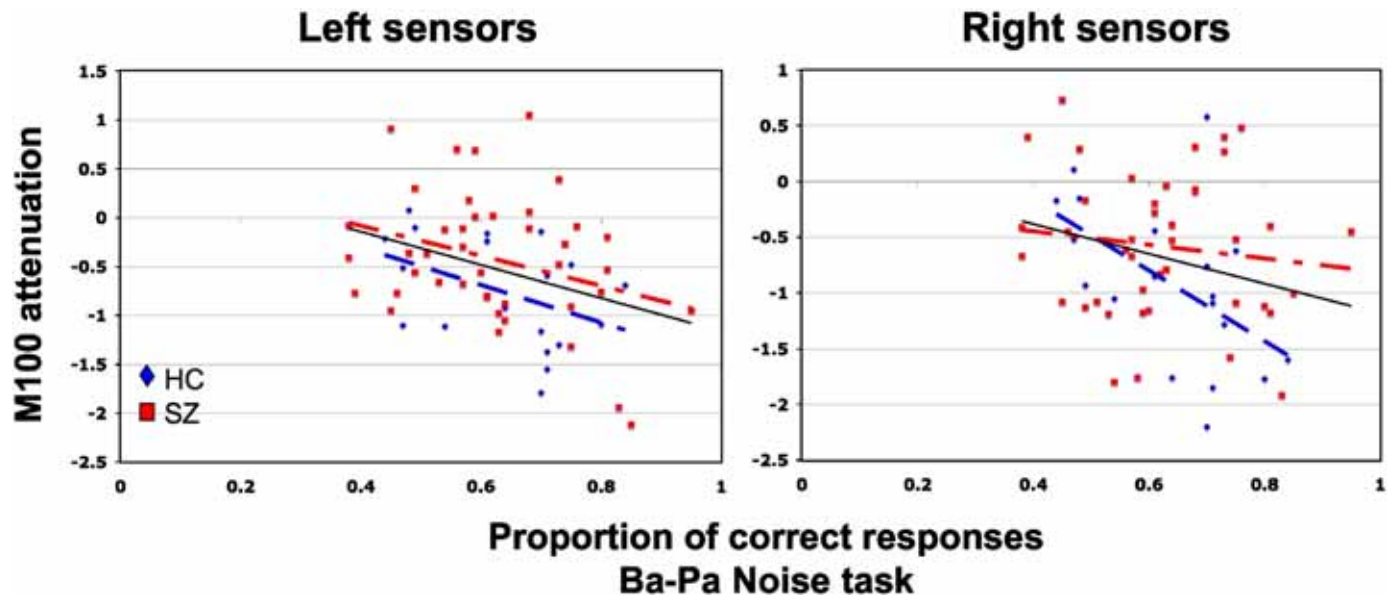 Left sensors
Right sensors
M100 attenuation
1.5
1
0.5
0
-0.5
-1
-1.5
-2
-2.5
HC
SZ
0 0.2 0.4 0.6 0.8 1
1
0.5
0
-0.5
-1
-1.5
-2
-2.5
0 0.2 0.4 0.6 0.8 1
Proportion of correct responses
Ba-Pa Noise task